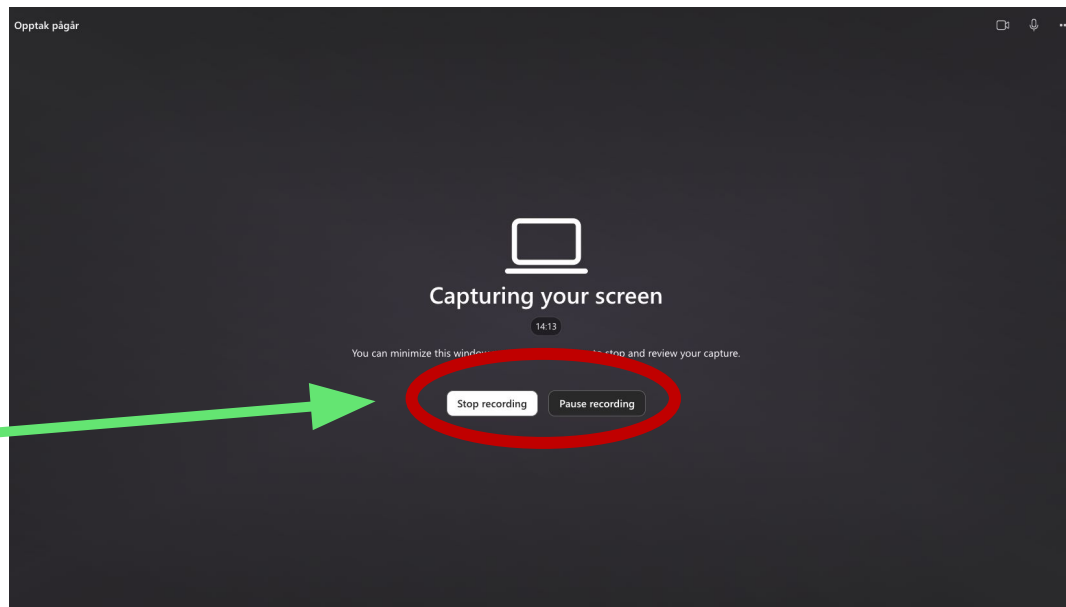 Opptak pågår
Capturing your screen
14:13
You can minimize this window to stop and review your capture.
Stop recording
Pause recording